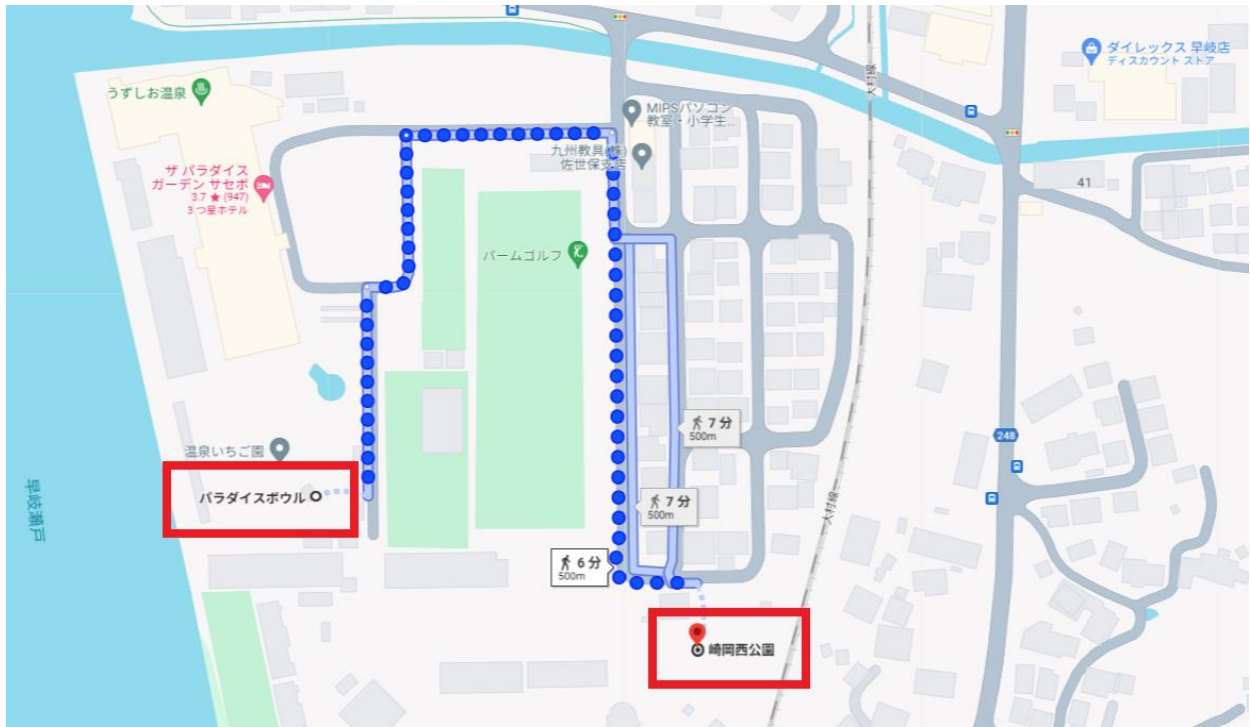 うずしお温泉
ザ パラダイス
ガーデン サセボ
3.7 ★ (947)
3 つ星ホテル
MIPSパソコン
教室・小学生...
九州教具(株)
佐世保支店
大村線
ダイレックス 早岐店
ディスカウント ストア
41
パームゴルフ
7 分
500m
7 分
500m
248
温泉いちご園
パラダイスボウル
早岐瀬戸
大村線
6 分
500m
崎岡西公園